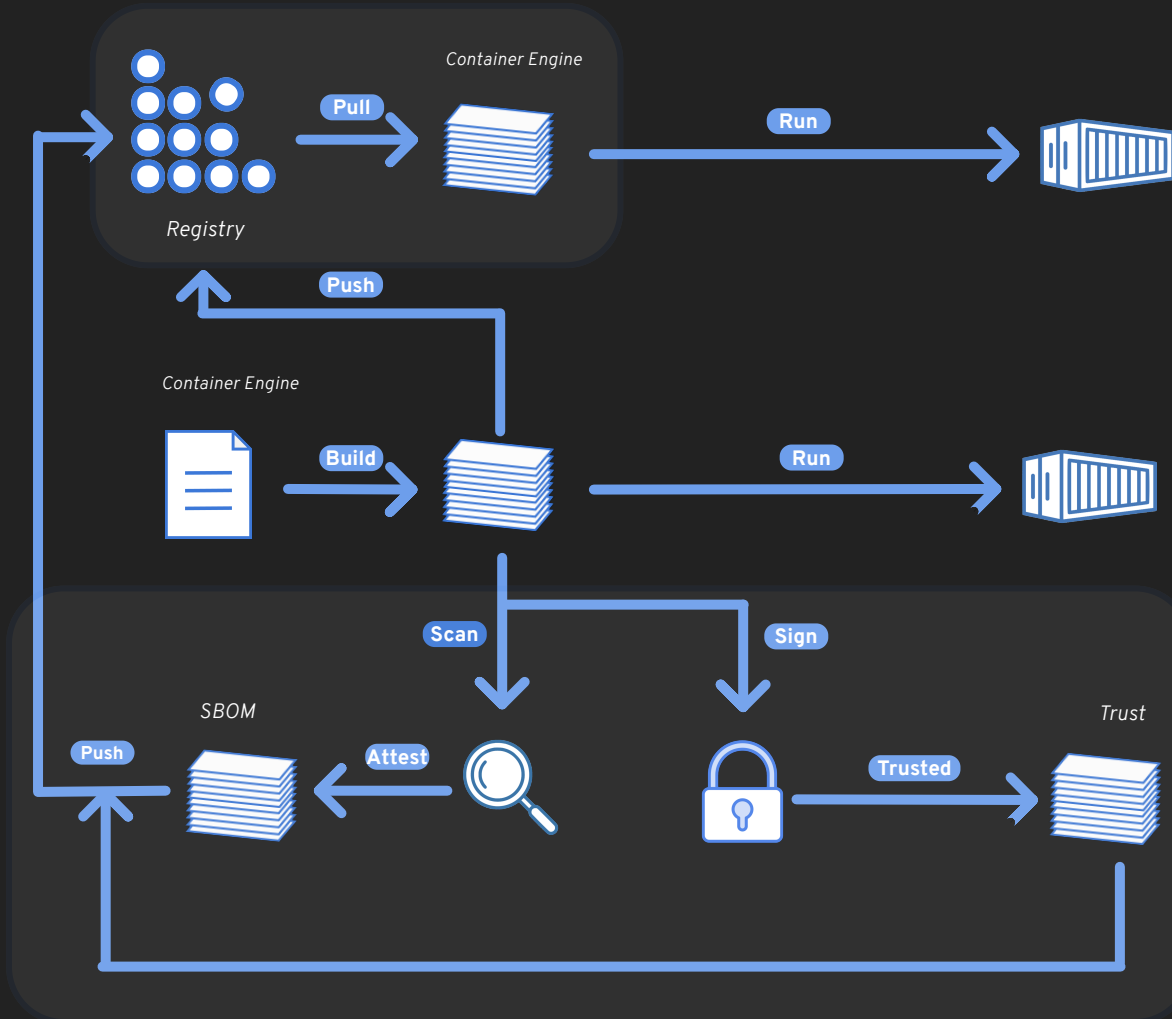 Container Engine
Pull
Run
Registry
Push
Container Engine
Build
Run
Scan
Sign
SBOM
Trust
Push
Attest
Trusted